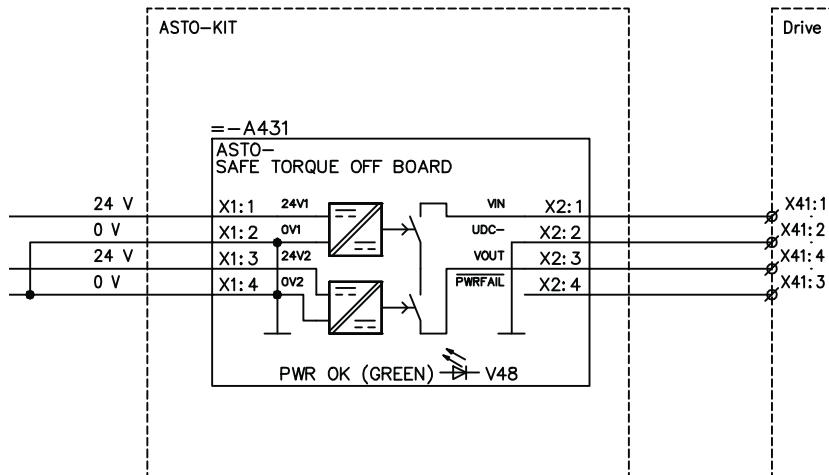 ASTO-KIT
Drive
=-A431
ASTO-
SAFE TORQUE OFF BOARD
24 V X1:1 24V1 VIN X2:1 X41:1
0 V X1:2 0V1 UDC- X2:2 X41:2
24 V X1:3 24V2 VOUT X2:3 X41:4
0 V X1:4 0V2 PWRFAIL X2:4 X41:3
PWR OK (GREEN) V48